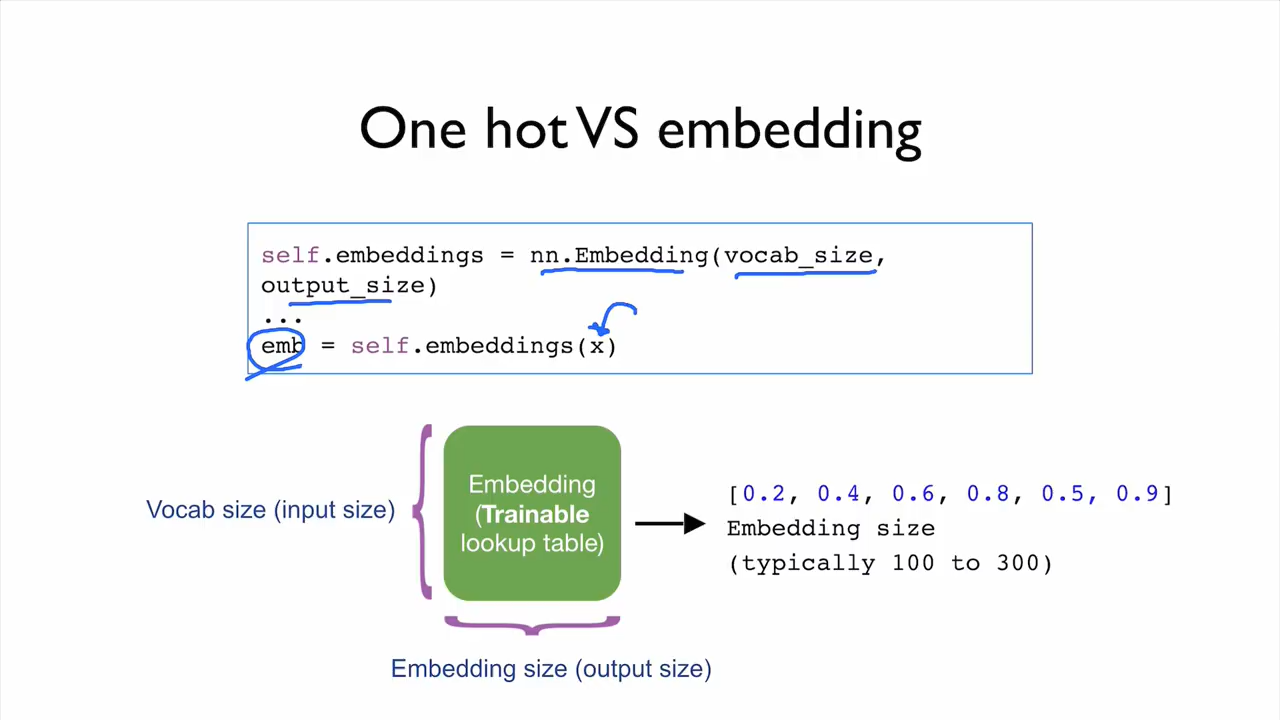 One hot VS embedding
self.embeddings = nn.Embedding(vocab_size,
output_size)
...
emb = self.embeddings(x)
Vocab size (input size)
Embedding
(Trainable
lookup table)
[0.2, 0.4, 0.6, 0.8, 0.5, 0.9]
Embedding size
(typically 100 to 300)
Embedding size (output size)